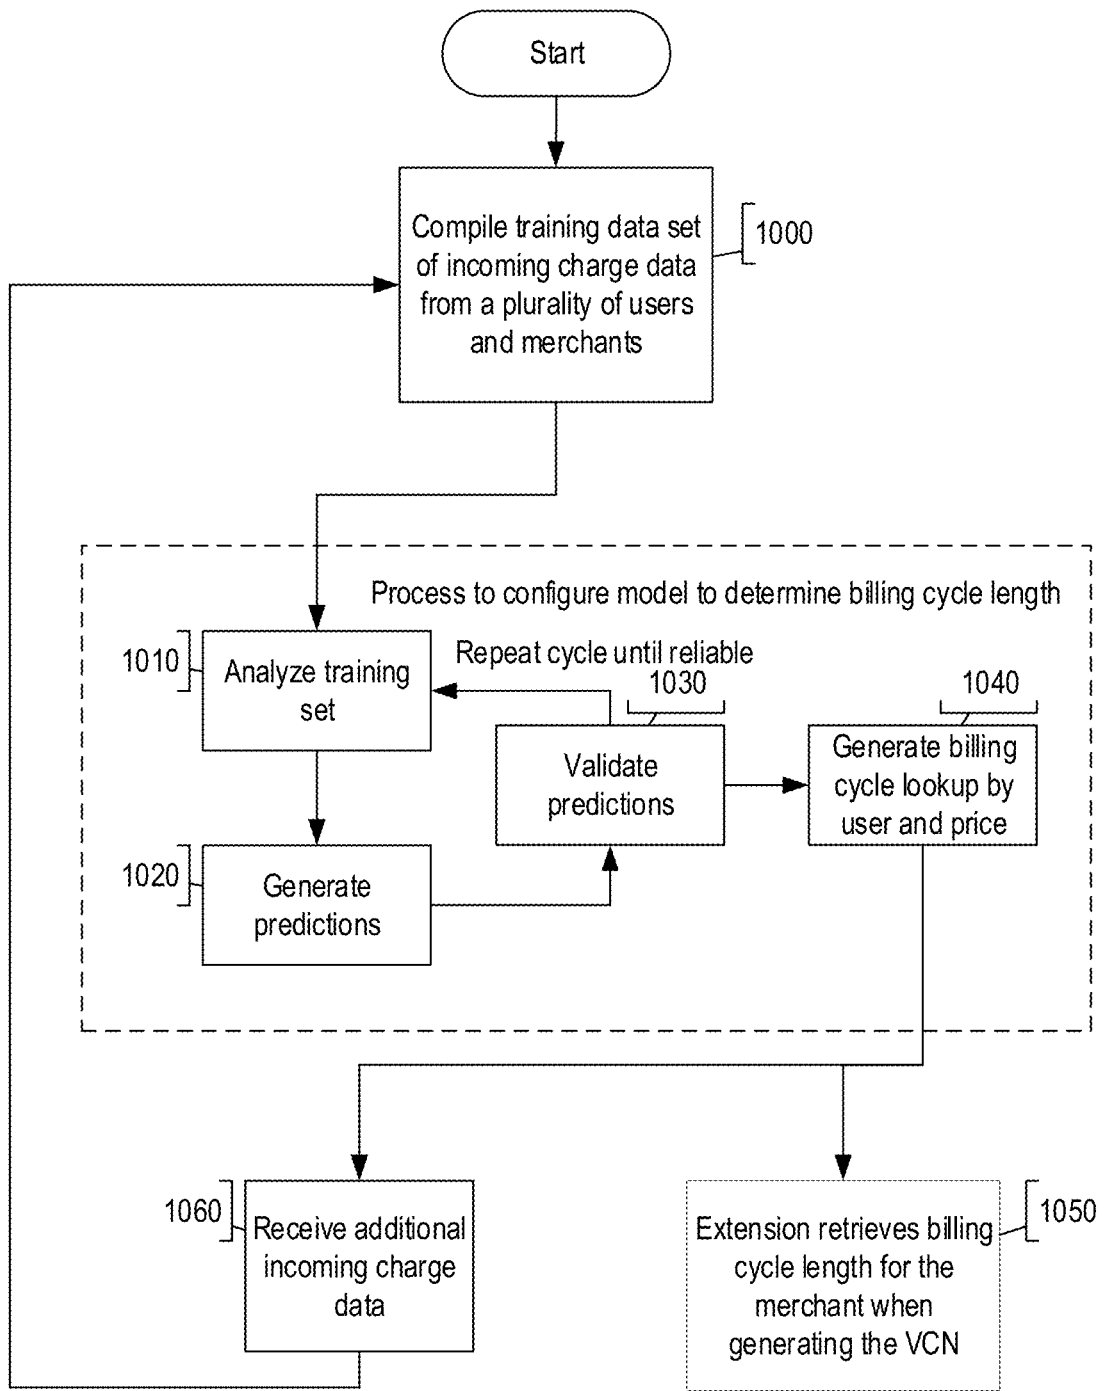 Start
Compile training data set
of incoming charge data
from a plurality of users
and merchants
1000
Process to configure model to determine billing cycle length
Repeat cycle until reliable
1010
Analyze training
set
1030
Validate
predictions
1040
Generate billing
cycle lookup by
user and price
1020
Generate
predictions
1060
Receive additional
incoming charge
data
Extension retrieves billing
cycle length for the
merchant when
generating the VCN
1050